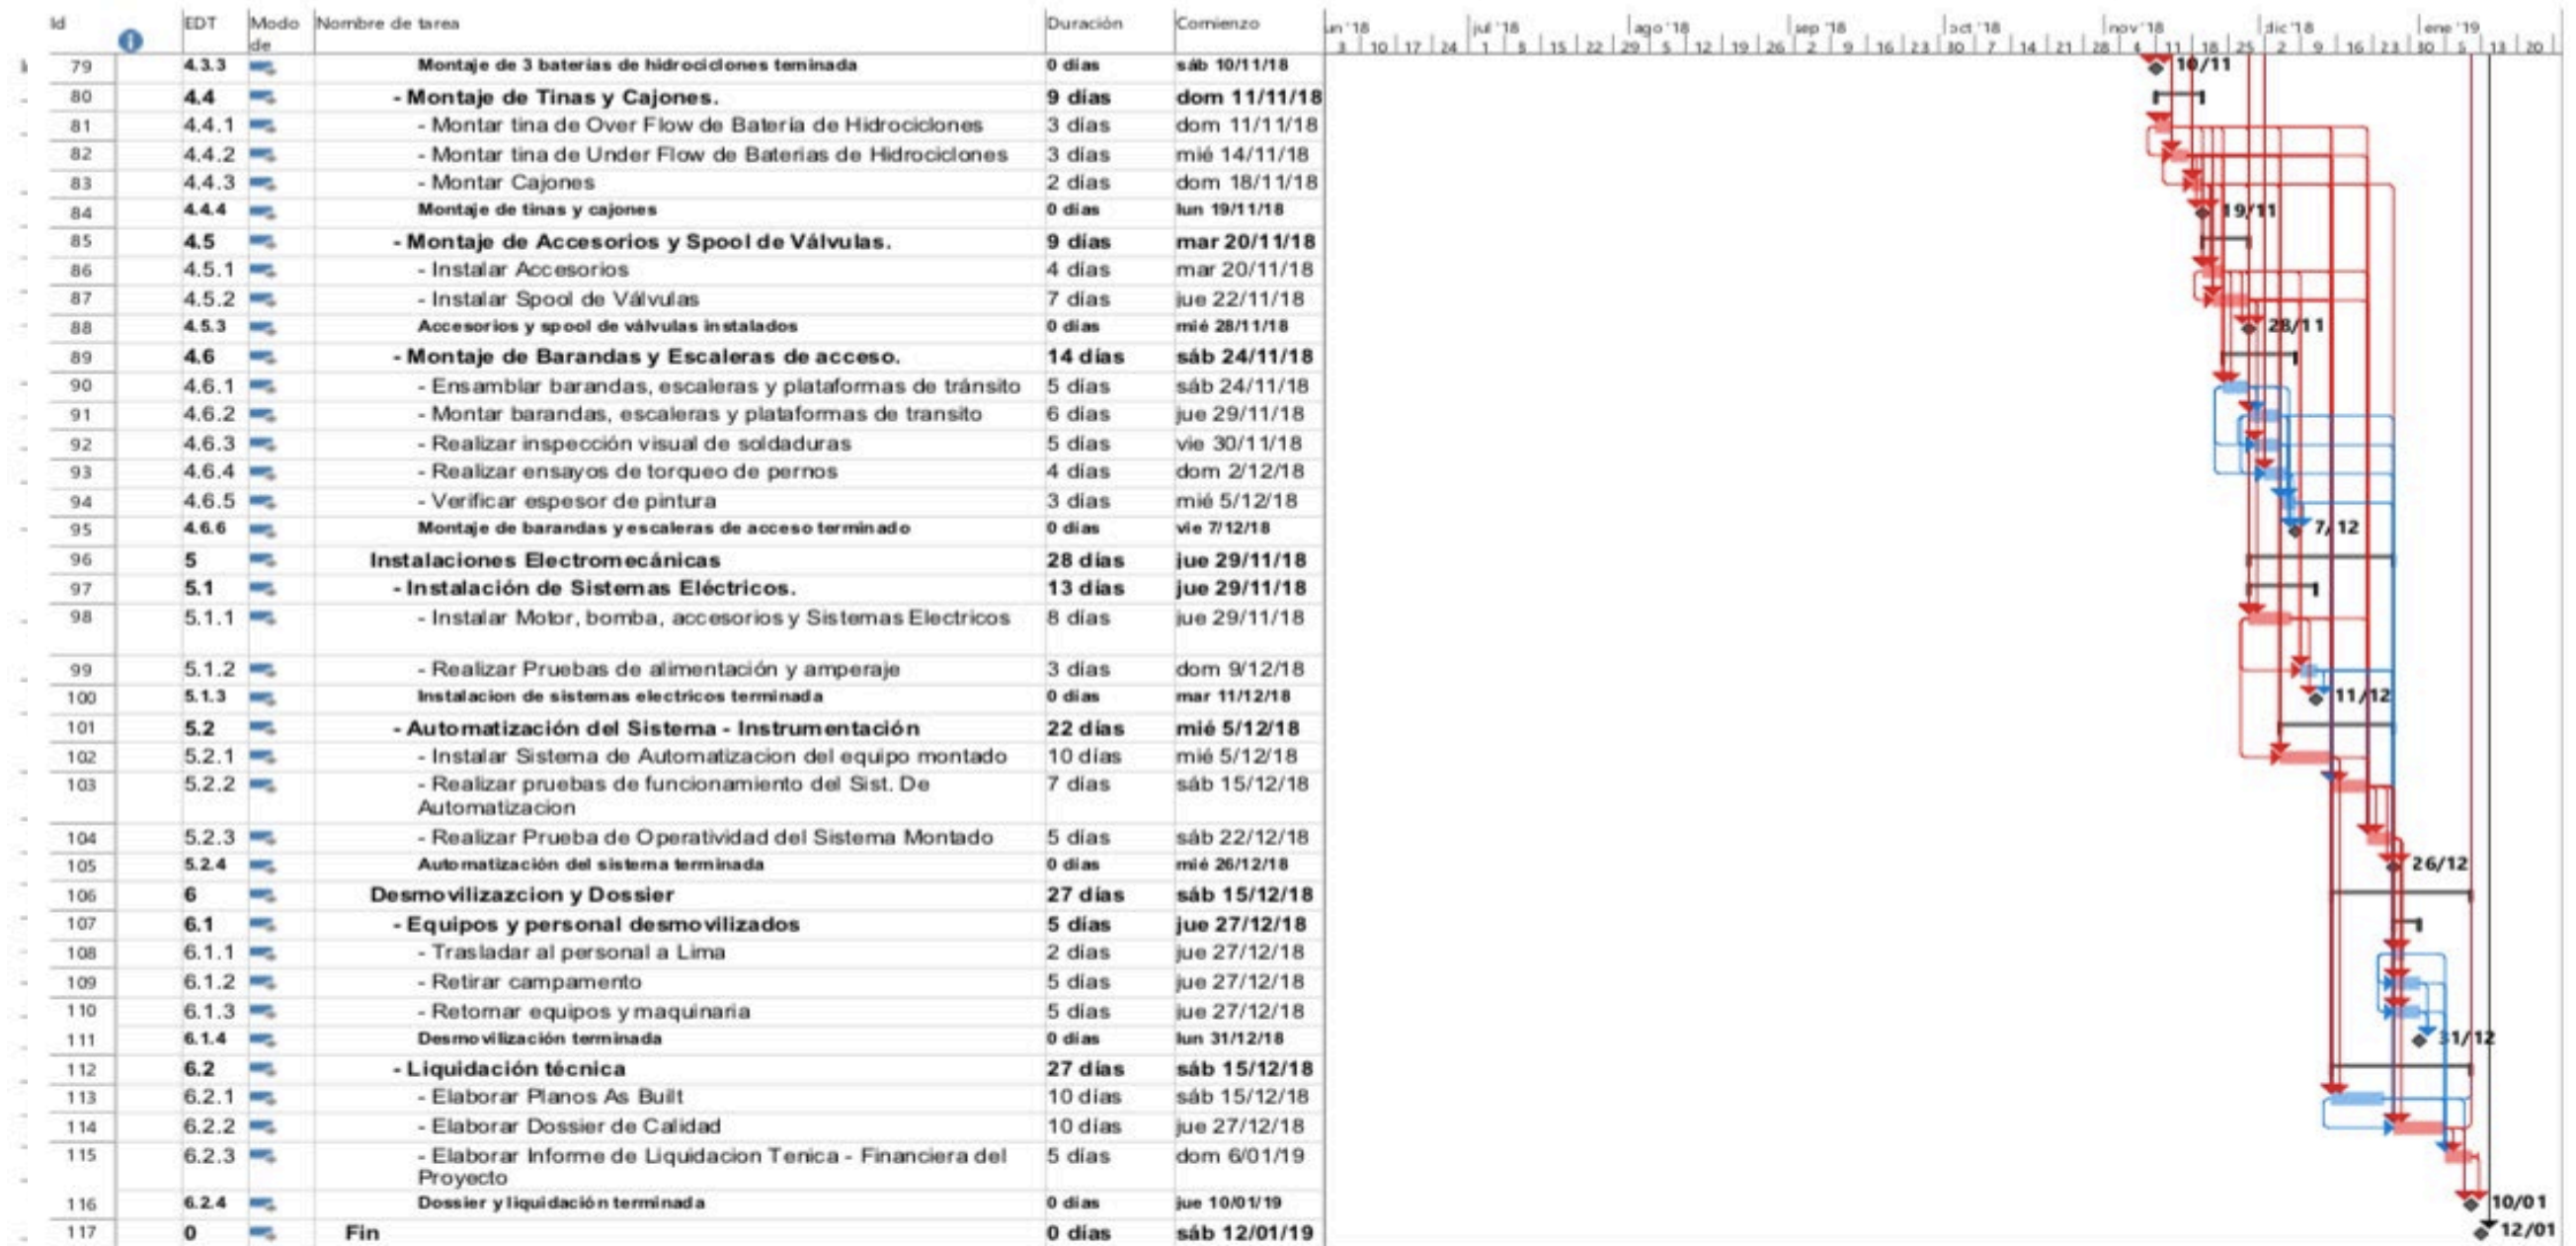 Id EDT Modo de Nombre de tarea Duración Comienzo
un '18 jul '18 ago '18 sep '18 oct '18 nov '18 dic '18 ene '19
3 10 17 24 1 8 15 22 29 5 12 19 26 2 9 16 23 30 7 14 21 28 4 11 18 25 2 9 16 23 30 6 13 20
79 4.3.3 Montaje de 3 baterias de hidrociclones teminada 0 días sáb 10/11/18 10/11
80 4.4 - Montaje de Tinas y Cajones. 9 días dom 11/11/18
81 4.4.1 - Montar tina de Over Flow de Batería de Hidrociclones 3 días dom 11/11/18
82 4.4.2 - Montar tina de Under Flow de Baterias de Hidrociclones 3 días mié 14/11/18
83 4.4.3 - Montar Cajones 2 días dom 18/11/18
84 4.4.4 Montaje de tinas y cajones 0 días lun 19/11/18 19/11
85 4.5 - Montaje de Accesorios y Spool de Válvulas. 9 días mar 20/11/18
86 4.5.1 - Instalar Accesorios 4 días mar 20/11/18
87 4.5.2 - Instalar Spool de Válvulas 7 días jue 22/11/18
88 4.5.3 Accesorios y spool de válvulas instalados 0 días mié 28/11/18 28/11
89 4.6 - Montaje de Barandas y Escaleras de acceso. 14 días sáb 24/11/18
90 4.6.1 - Ensamblar barandas, escaleras y plataformas de tránsito 5 días sáb 24/11/18
91 4.6.2 - Montar barandas, escaleras y plataformas de transito 6 días jue 29/11/18
92 4.6.3 - Realizar inspección visual de soldaduras 5 días vie 30/11/18
93 4.6.4 - Realizar ensayos de torqueo de pernos 4 días dom 2/12/18
94 4.6.5 - Verificar espesor de pintura 3 días mié 5/12/18
95 4.6.6 Montaje de barandas y escaleras de acceso terminado 0 días vie 7/12/18 7/12
96 5 Instalaciones Electromecánicas 28 días jue 29/11/18
97 5.1 - Instalación de Sistemas Eléctricos. 13 días jue 29/11/18
98 5.1.1 - Instalar Motor, bomba, accesorios y Sistemas Electricos 8 días jue 29/11/18
99 5.1.2 - Realizar Pruebas de alimentación y amperaje 3 días dom 9/12/18
100 5.1.3 Instalacion de sistemas electricos terminada 0 días mar 11/12/18 11/12
101 5.2 - Automatización del Sistema - Instrumentación 22 días mié 5/12/18
102 5.2.1 - Instalar Sistema de Automatizacion del equipo montado 10 días mié 5/12/18
103 5.2.2 - Realizar pruebas de funcionamiento del Sist. De 7 días sáb 15/12/18
Automatizacion
104 5.2.3 - Realizar Prueba de Operatividad del Sistema Montado 5 días sáb 22/12/18
105 5.2.4 Automatización del sistema terminada 0 días mié 26/12/18 26/12
106 6 Desmovilizazcion y Dossier 27 días sáb 15/12/18
107 6.1 - Equipos y personal desmovilizados 5 días jue 27/12/18
108 6.1.1 - Trasladar al personal a Lima 2 días jue 27/12/18
109 6.1.2 - Retirar campamento 5 días jue 27/12/18
110 6.1.3 - Retornar equipos y maquinaria 5 días jue 27/12/18
111 6.1.4 Desmovilización terminada 0 días lun 31/12/18 31/12
112 6.2 - Liquidación técnica 27 días sáb 15/12/18
113 6.2.1 - Elaborar Planos As Built 10 días sáb 15/12/18
114 6.2.2 - Elaborar Dossier de Calidad 10 días jue 27/12/18
115 6.2.3 - Elaborar Informe de Liquidacion Tenica - Financiera del 5 días dom 6/01/19
Proyecto
116 6.2.4 Dossier y liquidación terminada 0 días jue 10/01/19 10/01
117 0 Fin 0 días sáb 12/01/19 12/01